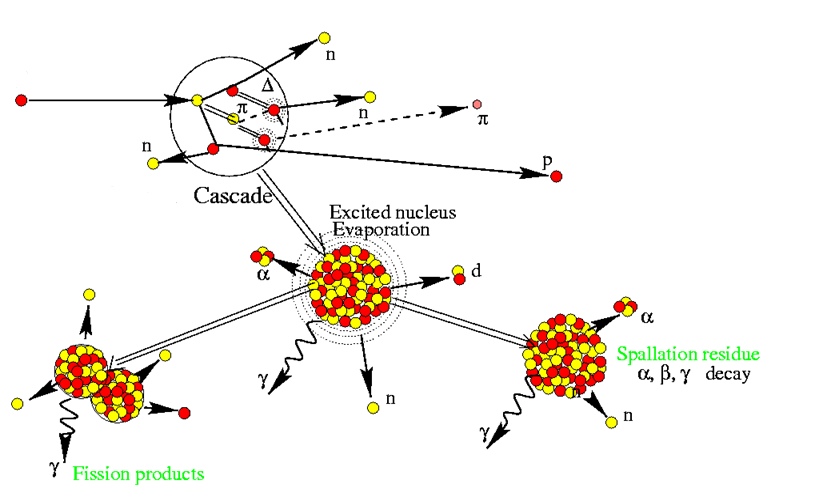 n
Δ
π
n
π
n
p
Cascade
Excited nucleus
Evaporation
α
d
α
Spallation residue
α, β, γ decay
γ
n
n
γ
γ
Fission products